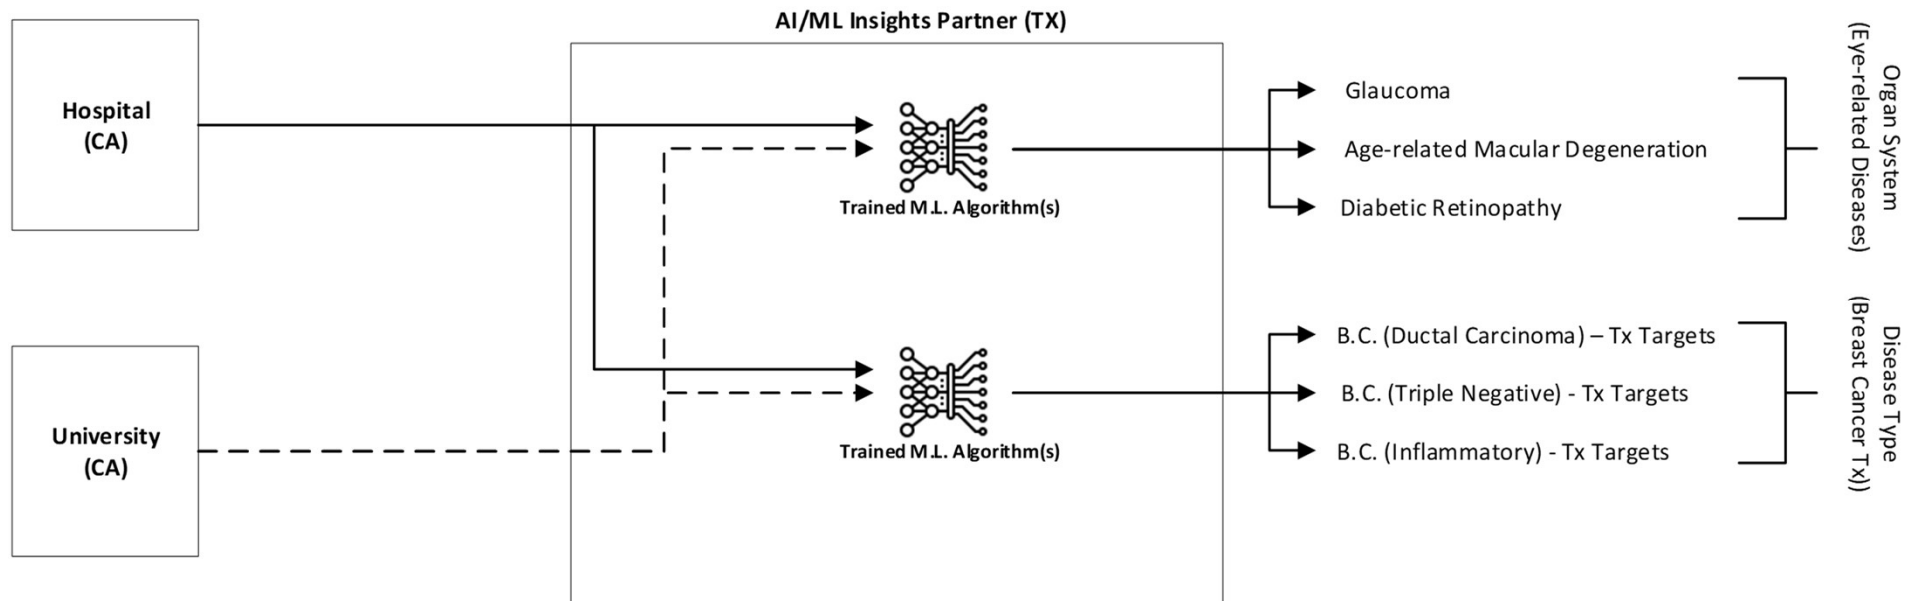 AI/ML Insights Partner (TX)
Hospital
(CA)
Trained M.L. Algorithm(s)
Glaucoma
Age-related Macular Degeneration
Diabetic Retinopathy
Organ System
(Eye-related Diseases)
University
(CA)
Trained M.L. Algorithm(s)
B.C. (Ductal Carcinoma) – Tx Targets
B.C. (Triple Negative) - Tx Targets
B.C. (Inflammatory) - Tx Targets
Disease Type
(Breast Cancer Tx))